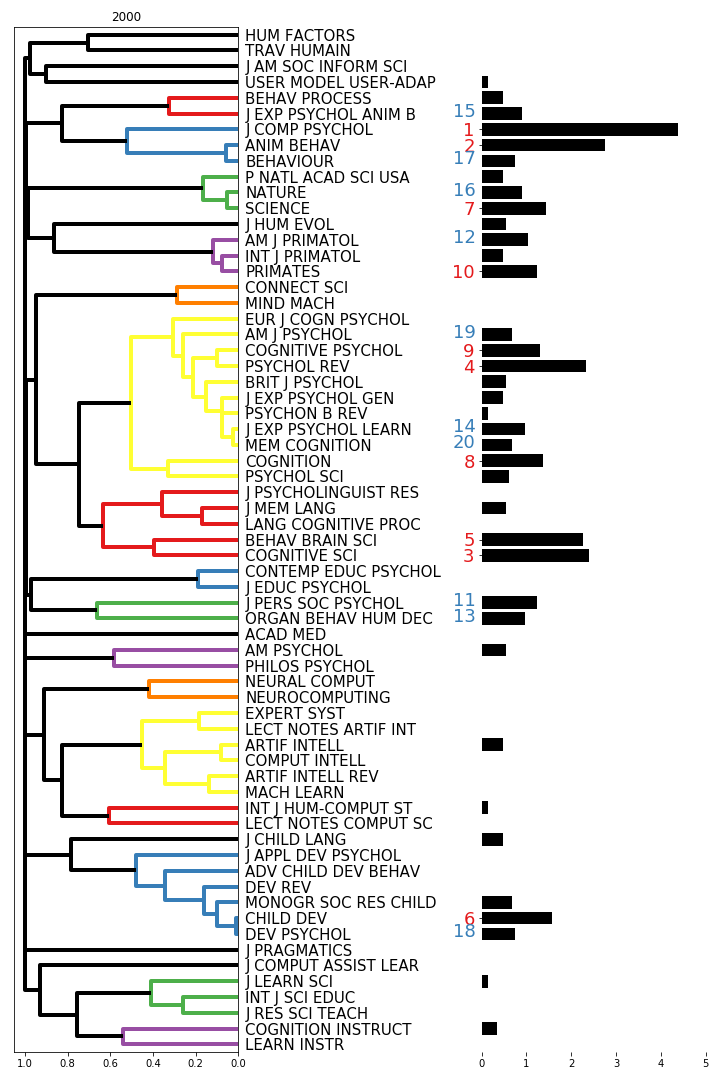 2000
HUM FACTORS
TRAV HUMAIN
J AM SOC INFORM SCI
USER MODEL USER-ADAP
BEHAV PROCESS
J EXP PSYCHOL ANIM B 15
J COMP PSYCHOL 1
ANIM BEHAV 2
BEHAVIOUR 17
P NATL ACAD SCI USA
NATURE 16
SCIENCE 7
J HUM EVOL
AM J PRIMATOL 12
INT J PRIMATOL
PRIMATES 10
CONNECT SCI
MIND MACH
EUR J COGN PSYCHOL
AM J PSYCHOL 19
COGNITIVE PSYCHOL 9
PSYCHOL REV 4
BRIT J PSYCHOL
J EXP PSYCHOL GEN
PSYCHON B REV
J EXP PSYCHOL LEARN 14
MEM COGNITION 20
COGNITION 8
PSYCHOL SCI
J PSYCHOLINGUIST RES
J MEM LANG
LANG COGNITIVE PROC
BEHAV BRAIN SCI 5
COGNITIVE SCI 3
CONTEMP EDUC PSYCHOL
J EDUC PSYCHOL
J PERS SOC PSYCHOL 11
ORGAN BEHAV HUM DEC 13
ACAD MED
AM PSYCHOL
PHILOS PSYCHOL
NEURAL COMPUT
NEUROCOMPUTING
EXPERT SYST
LECT NOTES ARTIF INT
ARTIF INTELL
COMPUT INTELL
ARTIF INTELL REV
MACH LEARN
INT J HUM-COMPUT ST
LECT NOTES COMPUT SC
J CHILD LANG
J APPL DEV PSYCHOL
ADV CHILD DEV BEHAV
DEV REV
MONOGR SOC RES CHILD
CHILD DEV 6
DEV PSYCHOL 18
J PRAGMATICS
J COMPUT ASSIST LEAR
J LEARN SCI
INT J SCI EDUC
J RES SCI TEACH
COGNITION INSTRUCT
LEARN INSTR
1.0 0.8 0.6 0.4 0.2 0.0 0 1 2 3 4 5